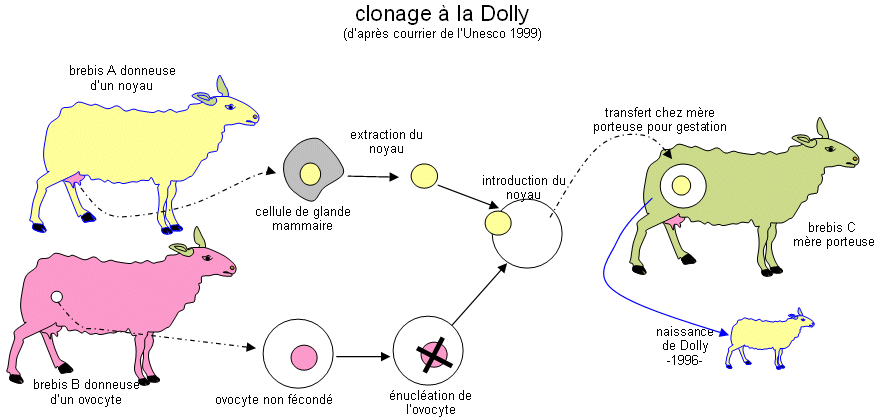 clonage à la Dolly
(d'après courrier de l'Unesco 1999)
brebis A donneuse
d'un noyau
extraction du
noyau
cellule de glande
mammaire
introduction du
noyau
transfert chez mère
porteuse pour gestation
brebis C
mère porteuse
brebis B donneuse
d'un ovocyte
ovocyte non fécondé
énucléation de
l'ovocyte
naissance
de Dolly
-1996-